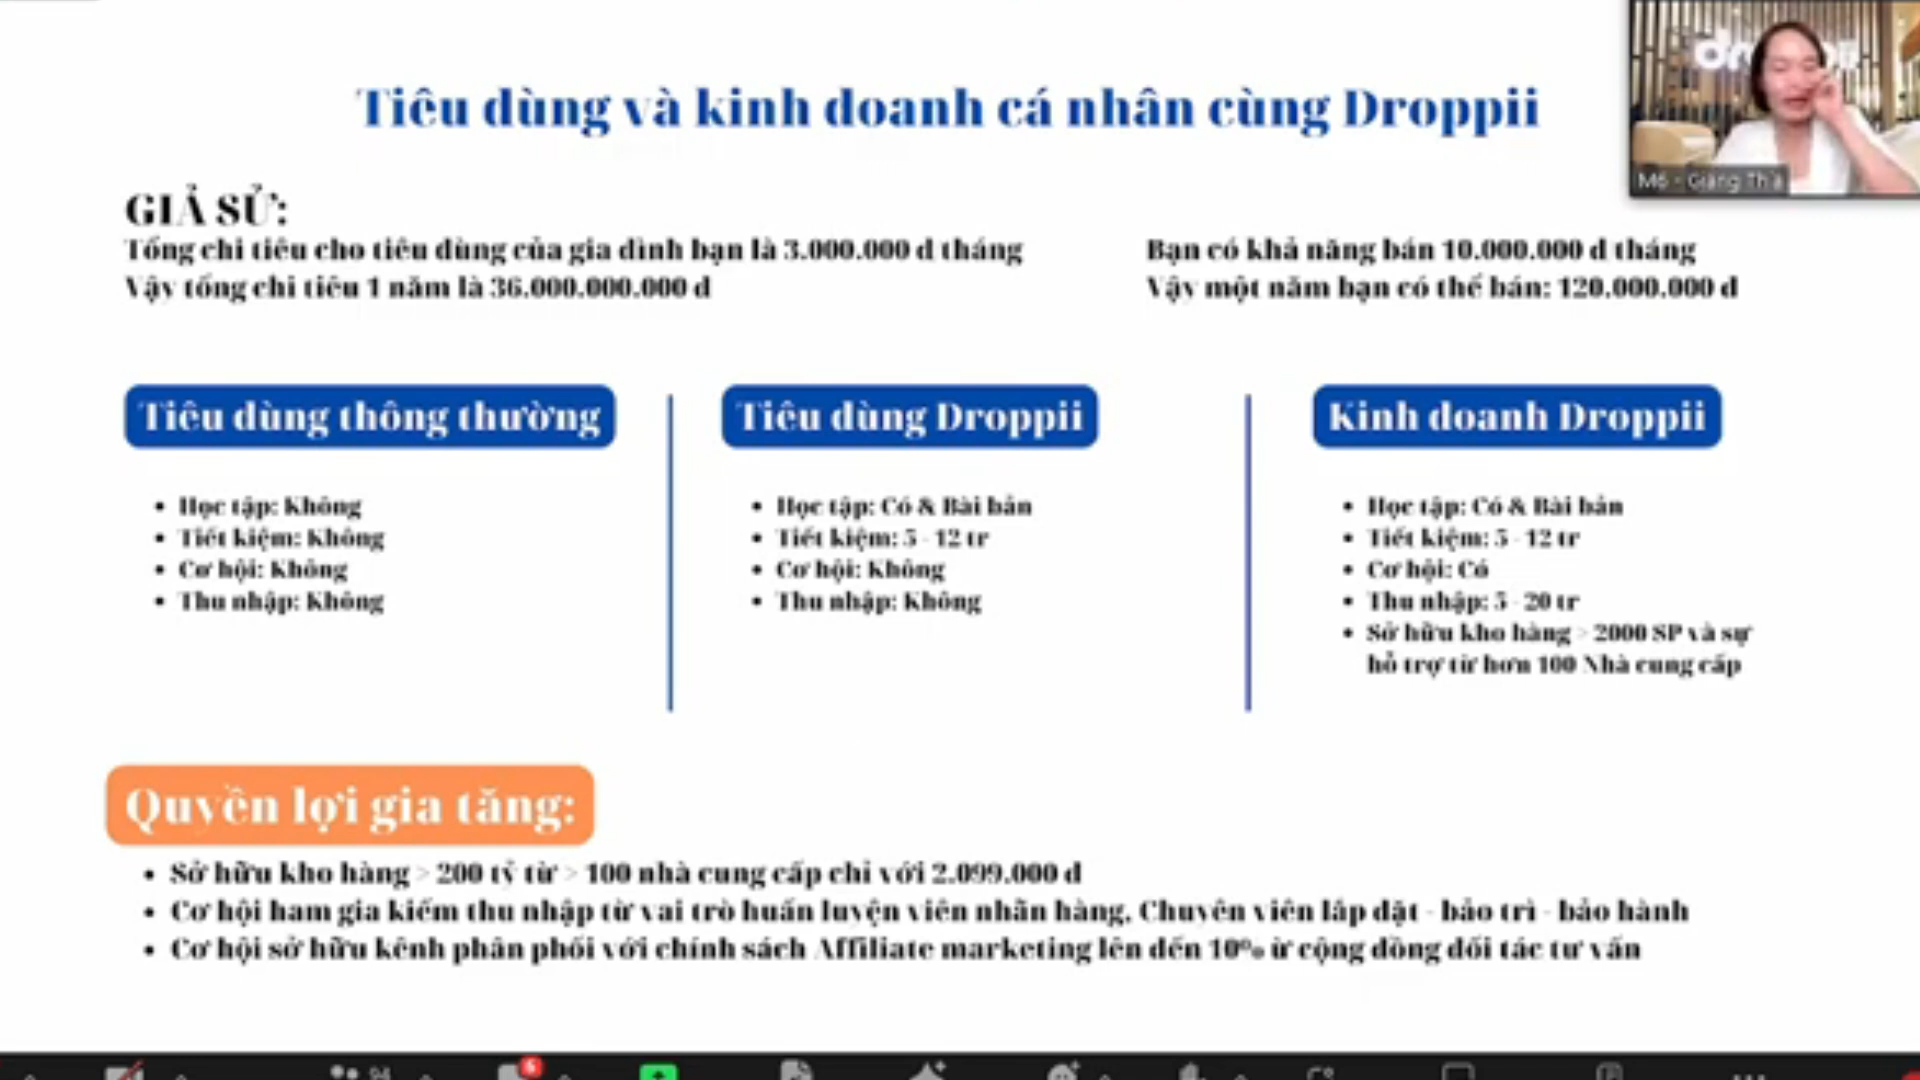 Tiêu dùng và kinh doanh cá nhân cùng Droppii
M6 - Giang Th
GIẢ SỬ:
Tổng chi tiêu cho tiêu dùng của gia đình bạn là 3.000.000 đ tháng
Vậy tổng chi tiêu 1 năm là 36.000.000.000 đ
Bạn có khả năng bán 10.000.000 đ tháng
Vậy một năm bạn có thể bán: 120.000.000 đ
Tiêu dùng thông thường
• Học tập: Không
• Tiết kiệm: Không
• Cơ hội: Không
• Thu nhập: Không
Tiêu dùng Droppii
• Học tập: Có & Bài bản
• Tiết kiệm: 5 - 12 tr
• Cơ hội: Không
• Thu nhập: Không
Kinh doanh Droppii
• Học tập: Có & Bài bản
• Tiết kiệm: 5 - 12 tr
• Cơ hội: Có
• Thu nhập: 5 - 20 tr
• Sở hữu kho hàng > 2000 SP và sự
hỗ trợ từ hơn 100 Nhà cung cấp
Quyền lợi gia tăng:
• Sở hữu kho hàng > 200 tỷ từ > 100 nhà cung cấp chỉ với 2.099.000 đ
• Cơ hội ham gia kiếm thu nhập từ vai trò huấn luyện viên nhãn hàng, Chuyên viên lắp đặt - bảo trì - bảo hành
• Cơ hội sở hữu kênh phân phối với chính sách Affiliate marketing lên đến 10% ừ cộng đồng đối tác tư vấn